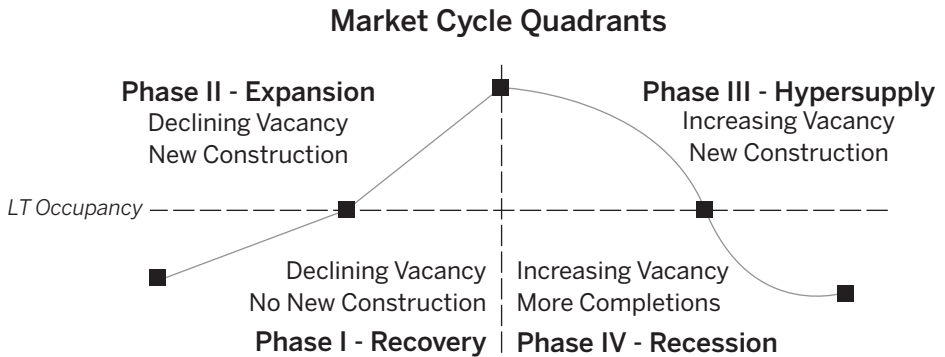 Market Cycle Quadrants
Phase II - Expansion
Declining Vacancy
New Construction
Phase III - Hypersupply
Increasing Vacancy
New Construction
LT Occupancy
Declining Vacancy
No New Construction
Phase I - Recovery
Increasing Vacancy
More Completions
Phase IV - Recession